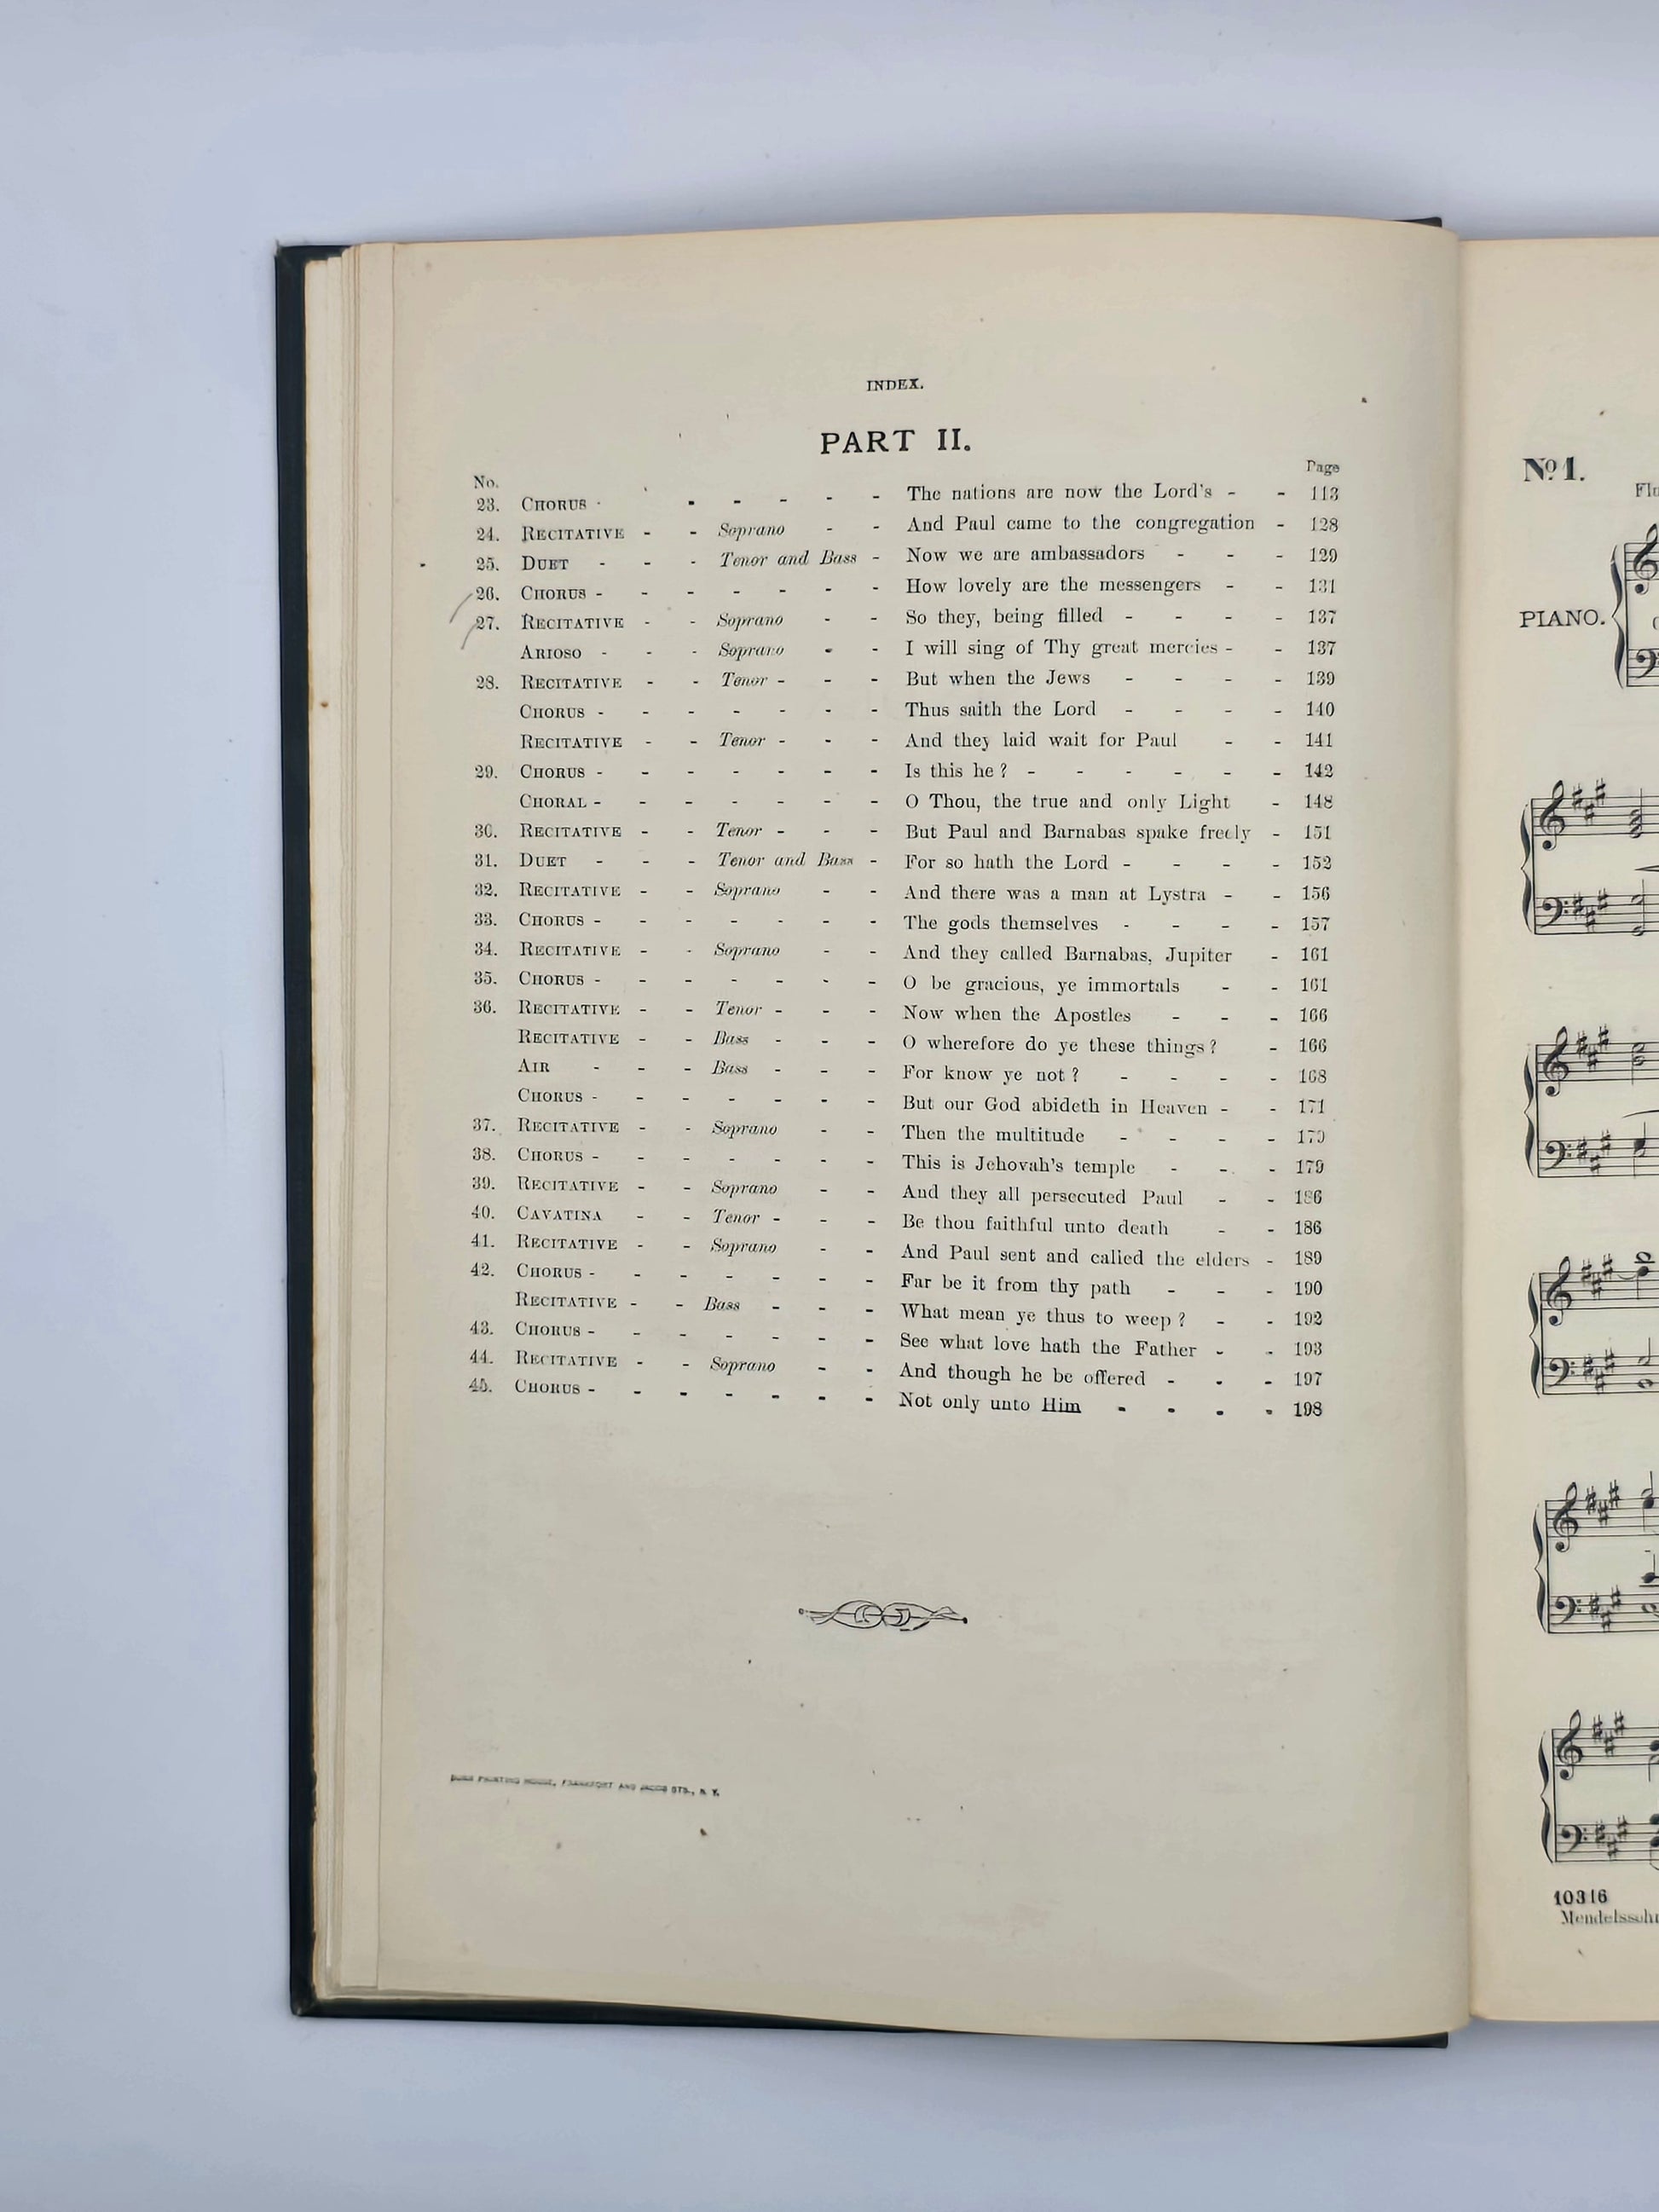 INDEX.
PART II.
No. Page
23. CHORUS - - - - - - The nations are now the Lord's - - 113
24. RECITATIVE - - Soprano - - And Paul came to the congregation - 128
25. DUET - - - Tenor and Bass - Now we are ambassadors - - - 129
26. CHORUS - - - - - - - How lovely are the messengers - - 131
27. RECITATIVE - - Soprano - - So they, being filled - - - - 137
ARIOSO - - - Soprano - - I will sing of Thy great mercies - - 137
28. RECITATIVE - - Tenor - - - But when the Jews - - - - 139
CHORUS - - - - - - - Thus saith the Lord - - - - 140
RECITATIVE - - Tenor - - - And they laid wait for Paul - - 141
29. CHORUS - - - - - - - Is this he ? - - - - - - 142
CHORAL - - - - - - - O Thou, the true and only Light - 148
30. RECITATIVE - - Tenor - - - But Paul and Barnabas spake freely - 151
31. DUET - - - Tenor and Bass - For so hath the Lord - - - - 152
32. RECITATIVE - - Soprano - - And there was a man at Lystra - - 156
33. CHORUS - - - - - - - The gods themselves - - - - 157
34. RECITATIVE - - Soprano - - And they called Barnabas, Jupiter - 161
35. CHORUS - - - - - - - O be gracious, ye immortals - - 161
36. RECITATIVE - - Tenor - - - Now when the Apostles - - - 166
RECITATIVE - - Bass - - - O wherefore do ye these things ? - 166
AIR - - - Bass - - - For know ye not ? - - - - 168
CHORUS - - - - - - - But our God abideth in Heaven - - 171
37. RECITATIVE - - Soprano - - Then the multitude - - - - 179
38. CHORUS - - - - - - - This is Jehovah's temple - - - 179
39. RECITATIVE - - Soprano - - And they all persecuted Paul - - 186
40. CAVATINA - - Tenor - - - Be thou faithful unto death - - 186
41. RECITATIVE - - Soprano - - And Paul sent and called the elders - 189
42. CHORUS - - - - - - - Far be it from thy path - - - 190
RECITATIVE - - Bass - - - What mean ye thus to weep ? - - 192
43. CHORUS - - - - - - - See what love hath the Father - - 193
44. RECITATIVE - - Soprano - - And though he be offered - - - 197
45. CHORUS - - - - - - - Not only unto Him - - - - 198
PRINTING HOUSE, FRANKFORT AND JACOB STS., N. Y.
No. 1.
PIANO.
10316